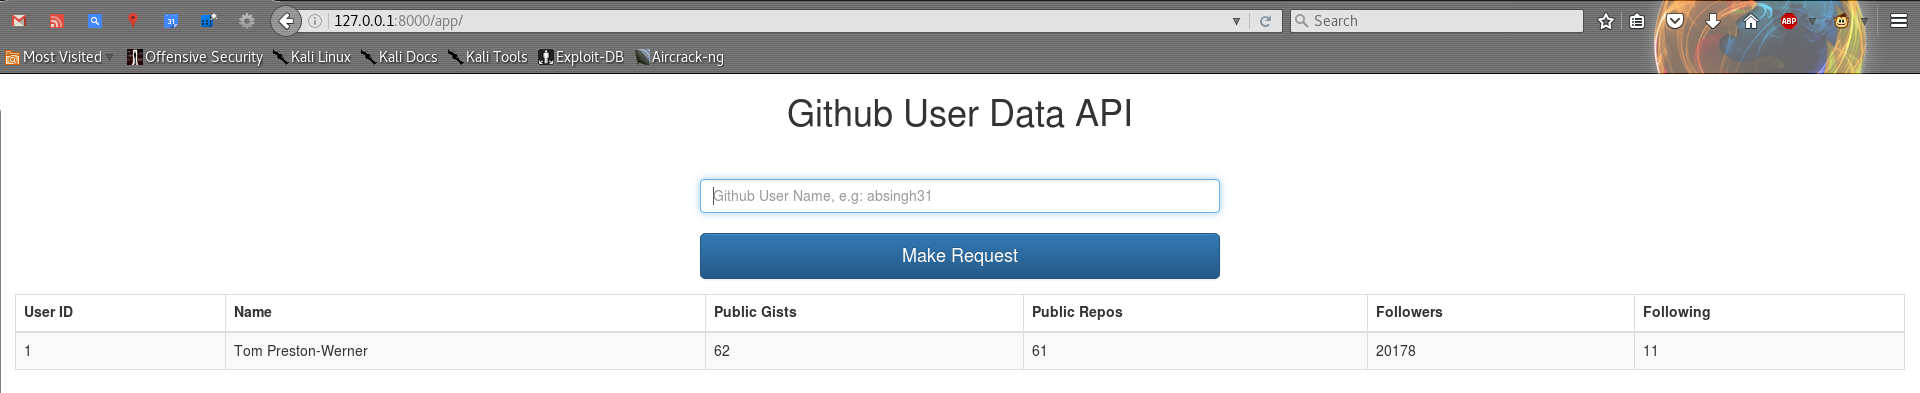 127.0.0.1:8000/app/ Search ABP
31
Most Visited Offensive Security Kali Linux Kali Docs Kali Tools Exploit-DB Aircrack-ng
Github User Data API
Github User Name, e.g: absingh31
Make Request
User ID Name Public Gists Public Repos Followers Following
1 Tom Preston-Werner 62 61 20178 11